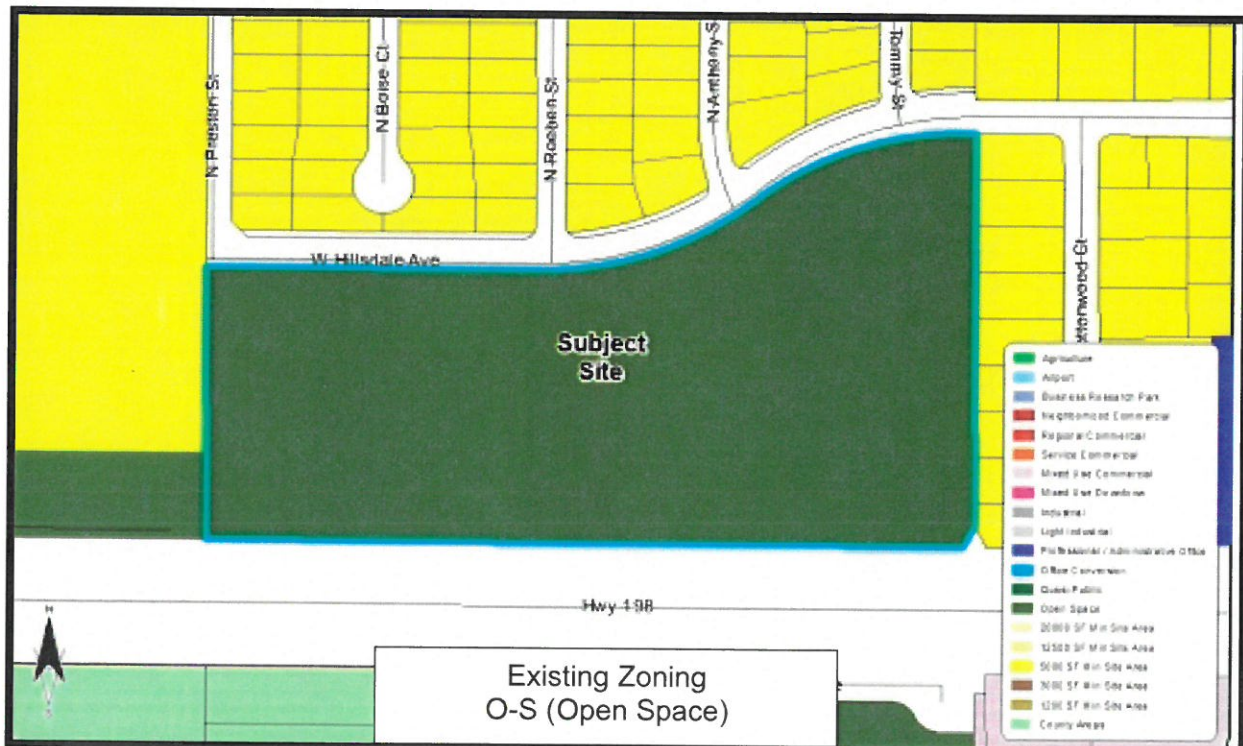 N Preston St
N Boise Ct
N Roeben St
N Anthony S
Tommy St
W Hillsdale Ave
ttonwood Ct
Subject
Site
Agriculture
Airport
Business Research Park
Neighborhood Commercial
Regional Commercial
Service Commercial
Mixed Use Commercial
Mixed Use Downtown
Industrial
Light Industrial
Professional / Administrative Office
Office Conversion
Quasi-Public
Open Space
20000 SF Min Site Area
12500 SF Min Site Area
5000 SF Min Site Area
3000 SF Min Site Area
1200 SF Min Site Area
County Areas
Hwy 198
N
Existing Zoning
O-S (Open Space)